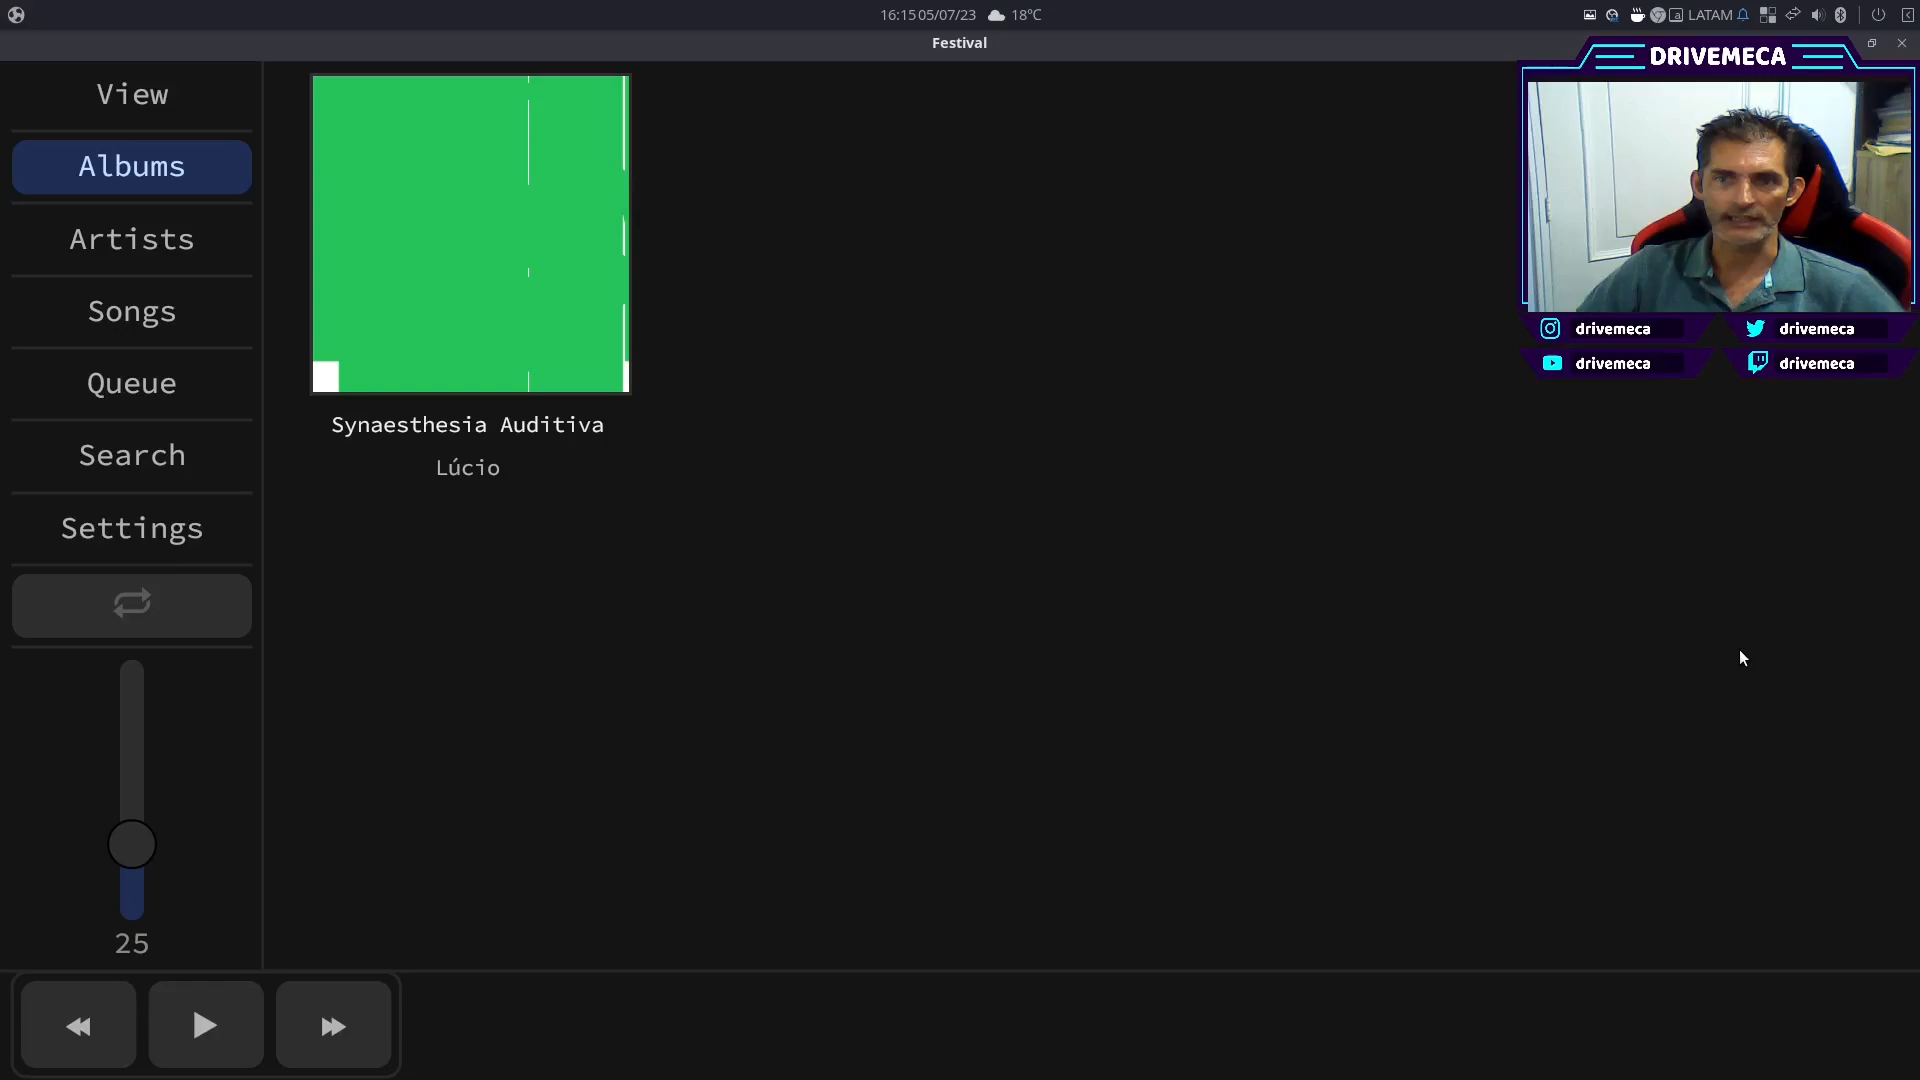 16:15 05/07/23 18°C
a LATAM
Festival
DRIVEMECA
View
Albums
Artists
Songs
Queue
Search
Settings
25
Synaesthesia Auditiva
Lúcio
drivemeca
drivemeca
drivemeca
drivemeca